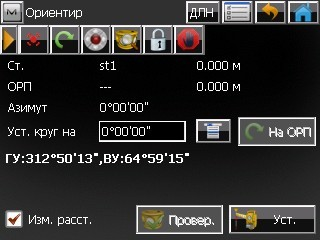 M Ориентир ДЛН
Ст. st1 0.000 м
ОРП --- 0.000 м
Азимут 0°00'00"
Уст. круг на 0°00'00" На ОРП
ГУ:312°50'13",ВУ:64°59'15"
Изм. расст. Провер. Уст.